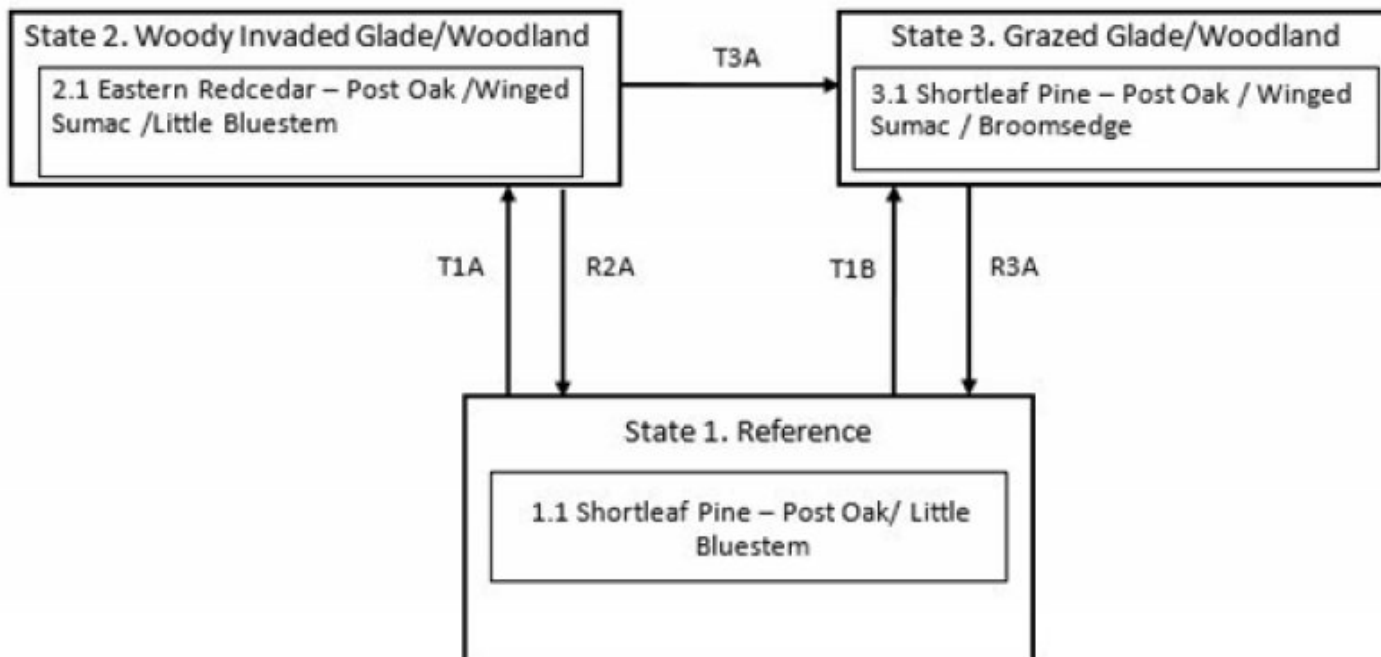 State 2. Woody Invaded Glade/Woodland
2.1 Eastern Redcedar – Post Oak /Winged
Sumac /Little Bluestem
T3A
State 3. Grazed Glade/Woodland
3.1 Shortleaf Pine – Post Oak / Winged
Sumac / Broomsedge
T1A
R2A
T1B
R3A
State 1. Reference
1.1 Shortleaf Pine – Post Oak/ Little
Bluestem